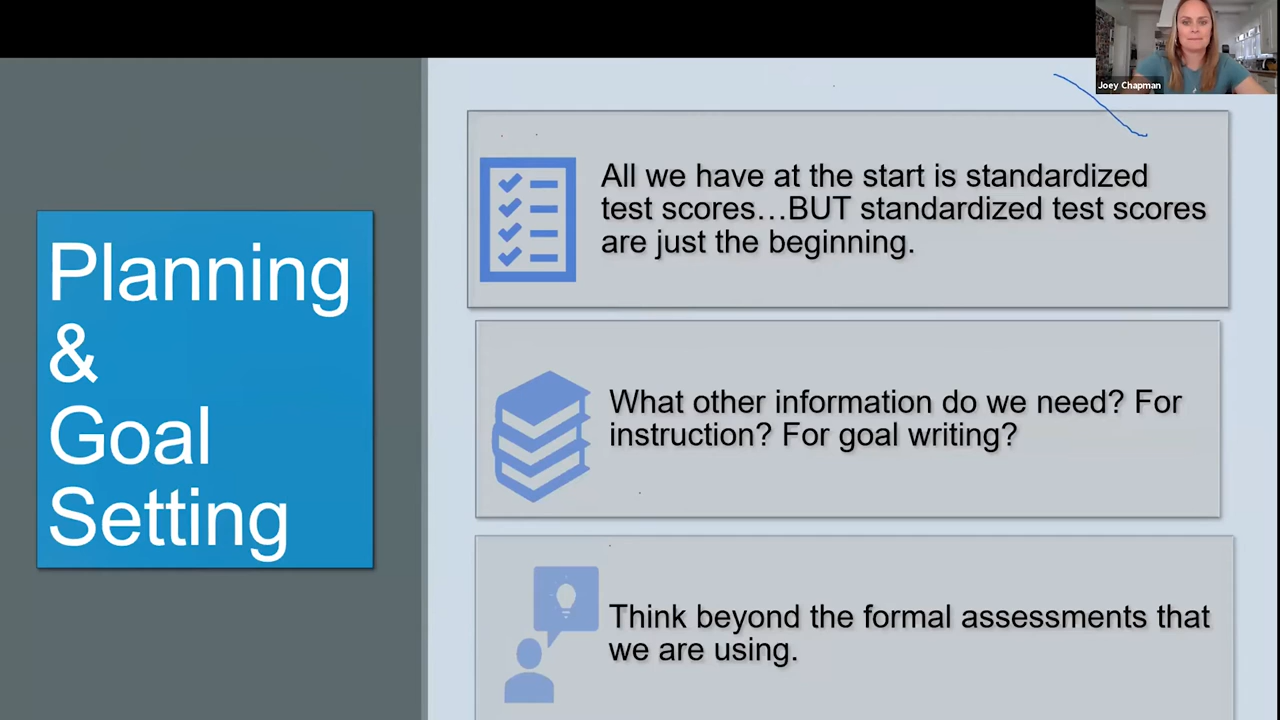 Joey Chapman
Planning
&
Goal
Setting
All we have at the start is standardized
test scores…BUT standardized test scores
are just the beginning.
What other information do we need? For
instruction? For goal writing?
Think beyond the formal assessments that
we are using.